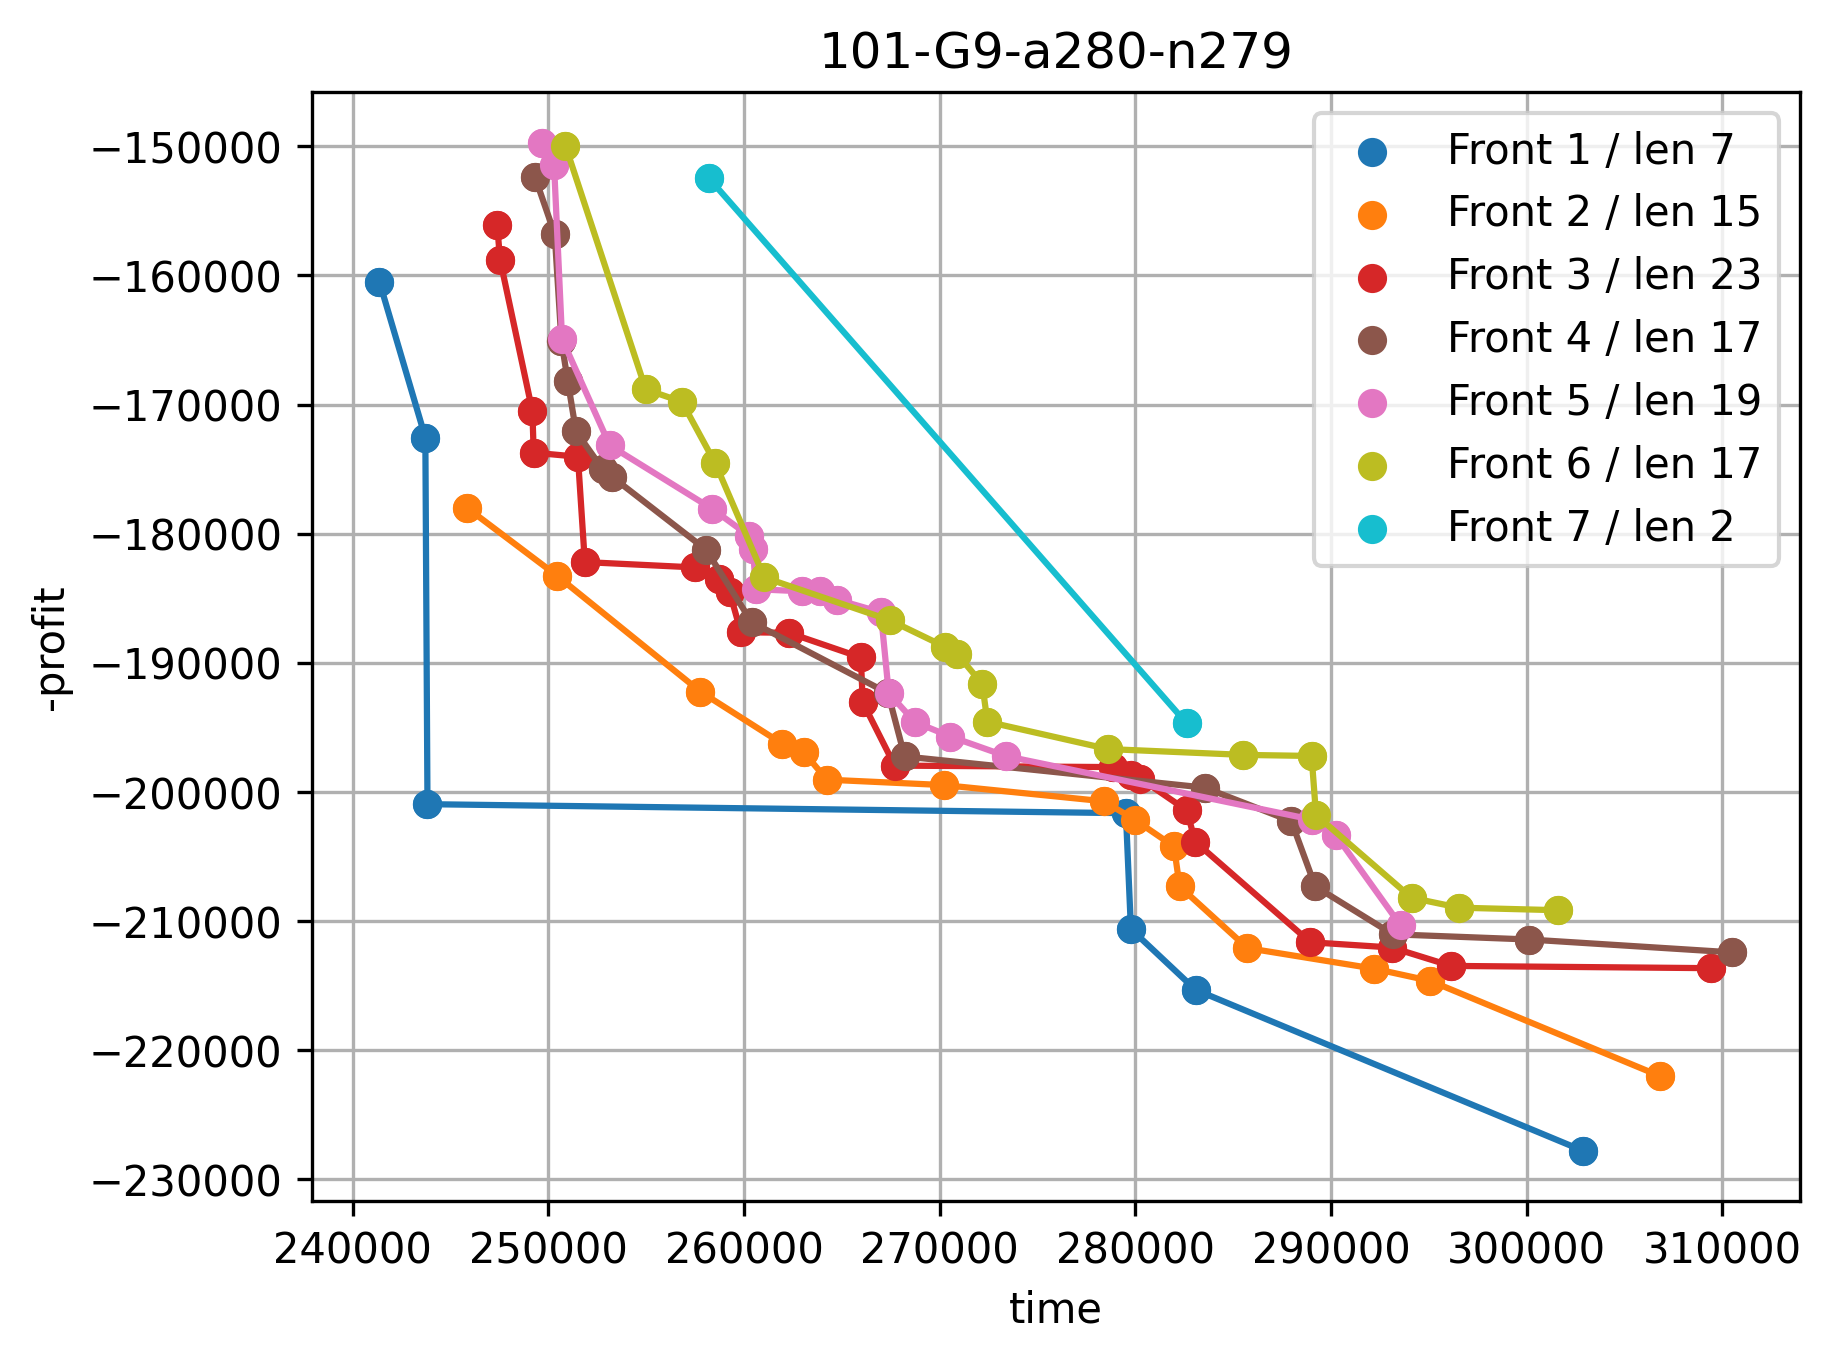 101-G9-a280-n279
Front 1 / len 7
Front 2 / len 15
Front 3 / len 23
Front 4 / len 17
Front 5 / len 19
Front 6 / len 17
Front 7 / len 2
-profit
−150000
−160000
−170000
−180000
−190000
−200000
−210000
−220000
−230000
240000 250000 260000 270000 280000 290000 300000 310000
time